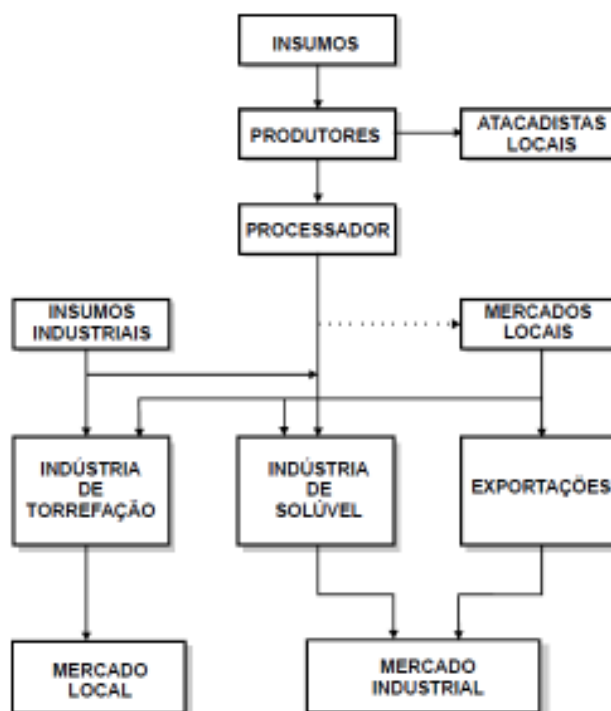 INSUMOS
PRODUTORES
ATACADISTAS
LOCAIS
PROCESSADOR
INSUMOS
INDUSTRIAIS
MERCADOS
LOCAIS
INDÚSTRIA
DE
TORREFAÇÃO
INDÚSTRIA
DE
SOLÚVEL
EXPORTAÇÕES
MERCADO
LOCAL
MERCADO
INDUSTRIAL